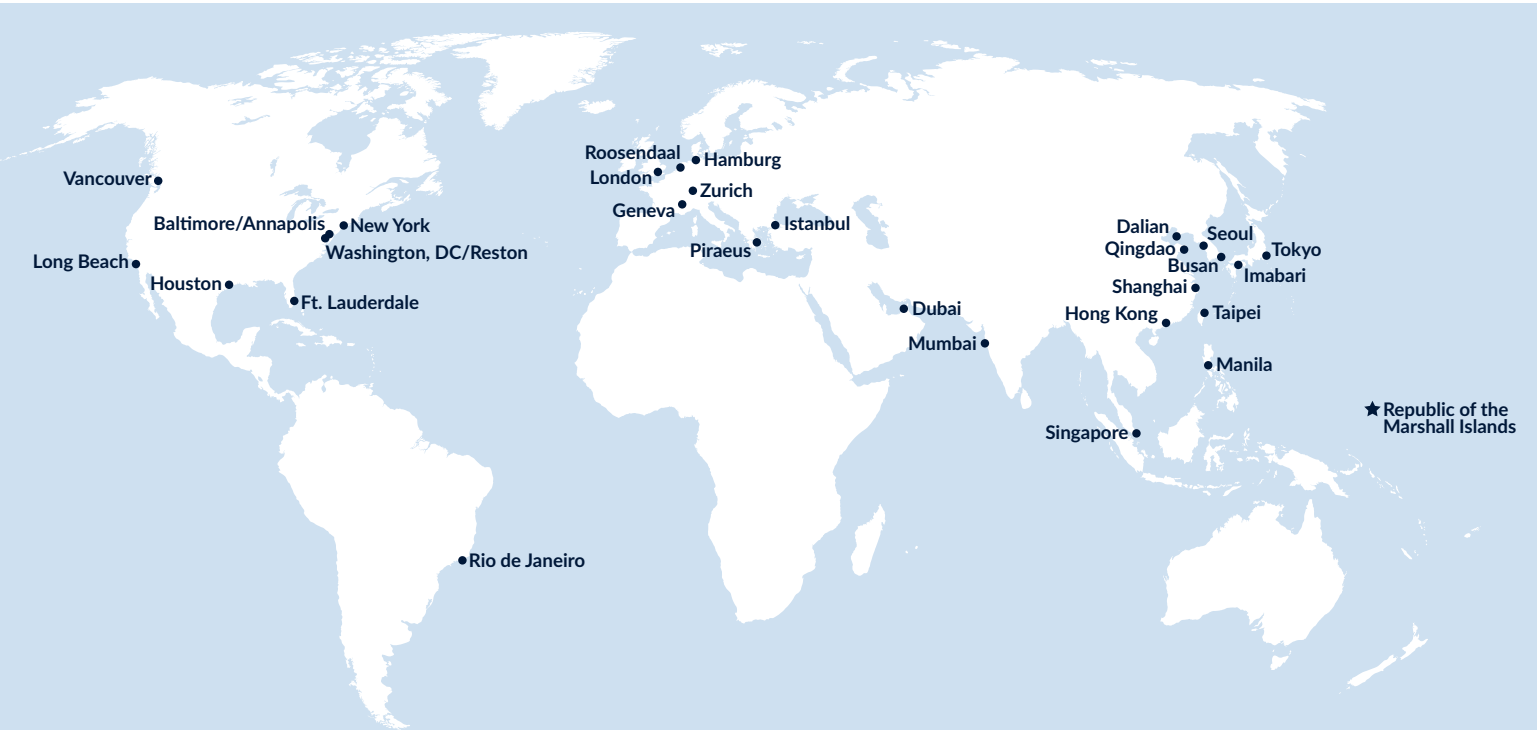 Roosendaal
Hamburg
London
Vancouver
Zurich
Geneva
Baltimore/Annapolis
New York
Istanbul
Dalian
Seoul
Piraeus
Washington, DC/Reston
Qingdao
Tokyo
Long Beach
Busan
Imabari
Houston
Shanghai
Ft. Lauderdale
Dubai
Hong Kong
Taipei
Mumbai
Manila
Republic of the
Marshall Islands
Singapore
Rio de Janeiro